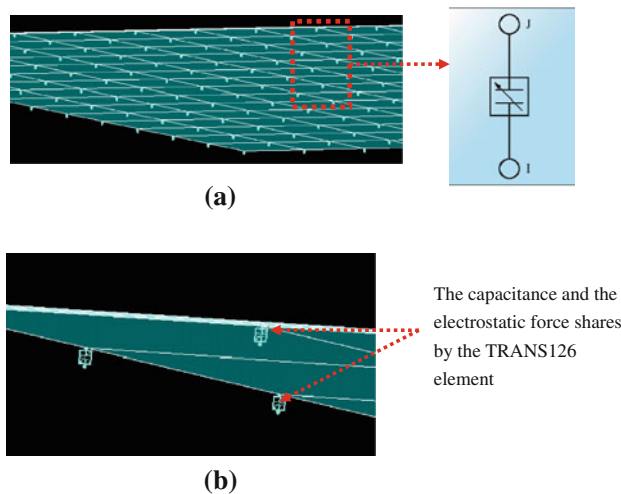 J
I
(a)
The capacitance and the
electrostatic force shares
by the TRANS126
element
(b)